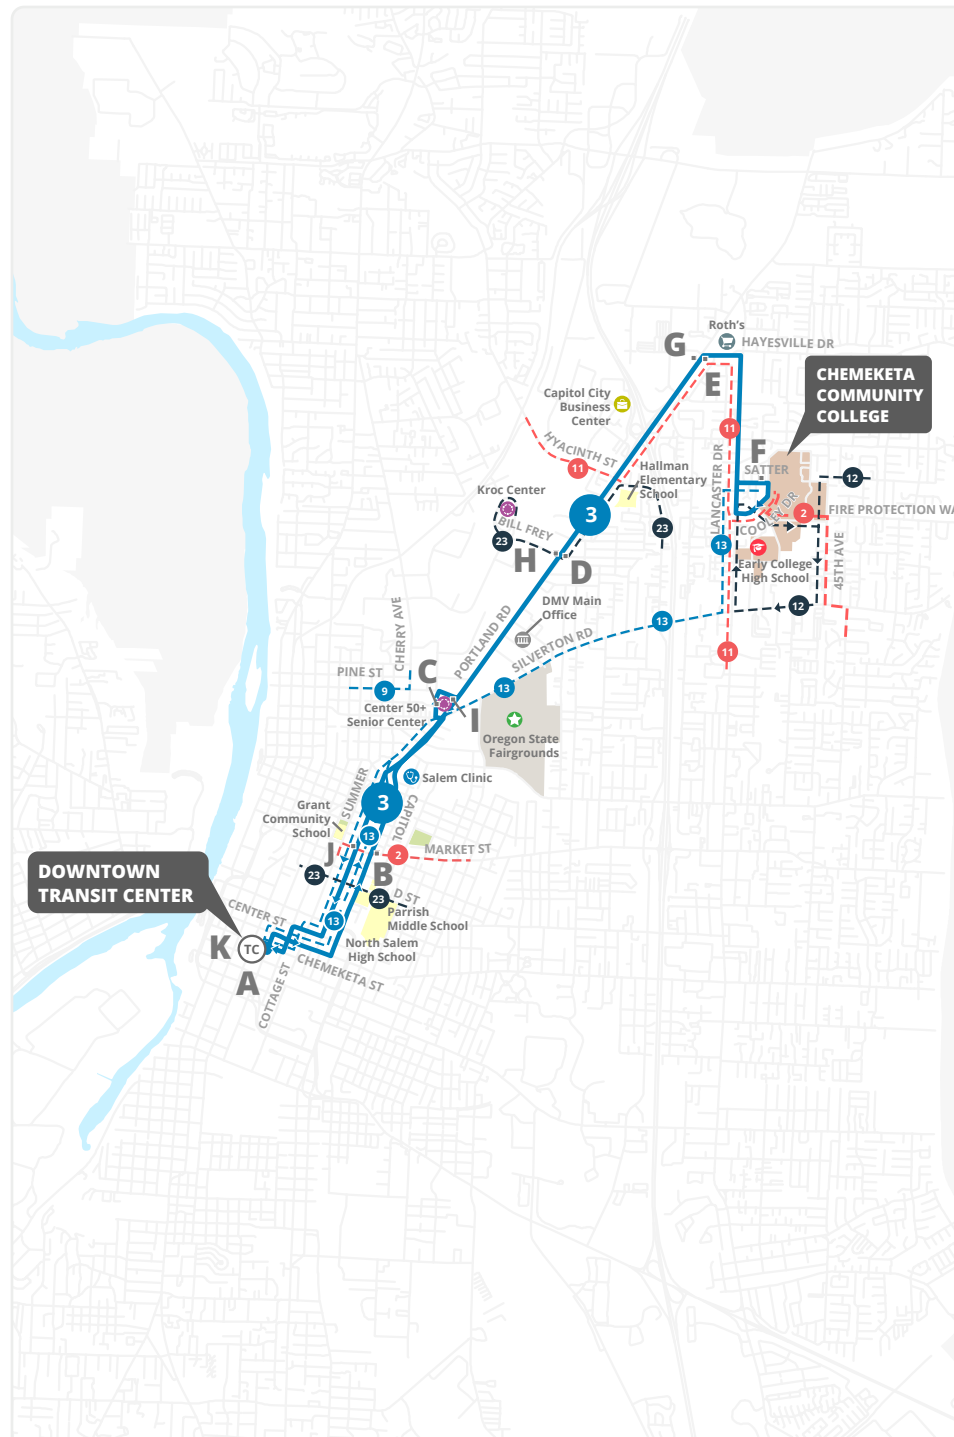 Roth's
G
HAYESVILLE DR
E
CHEMEKETA
COMMUNITY
COLLEGE
Capitol City
Business
Center
11
HYACINTH ST
11
LANCASTER DR
F
SATTER
Hallman
Elementary
School
12
Kroc Center
3
BILL FREY
23
23
COOLEY DR
2
FIRE PROTECTION WA
13
H
D
Early College
High School
45TH AVE
12
DMV Main
Office
PORTLAND RD
SILVERTON RD
13
11
CHERRY AVE
PINE ST
9
C
13
Center 50+
Senior Center
I
Oregon State
Fairgrounds
Salem Clinic
SUMMER
3
CAPITOL
Grant
Community
School
13
J
2
MARKET ST
B
23
23
D ST
DOWNTOWN
TRANSIT CENTER
CENTER ST
13
Parrish
Middle School
North Salem
High School
K
TC
A
COTTAGE ST
CHEMEKETA ST